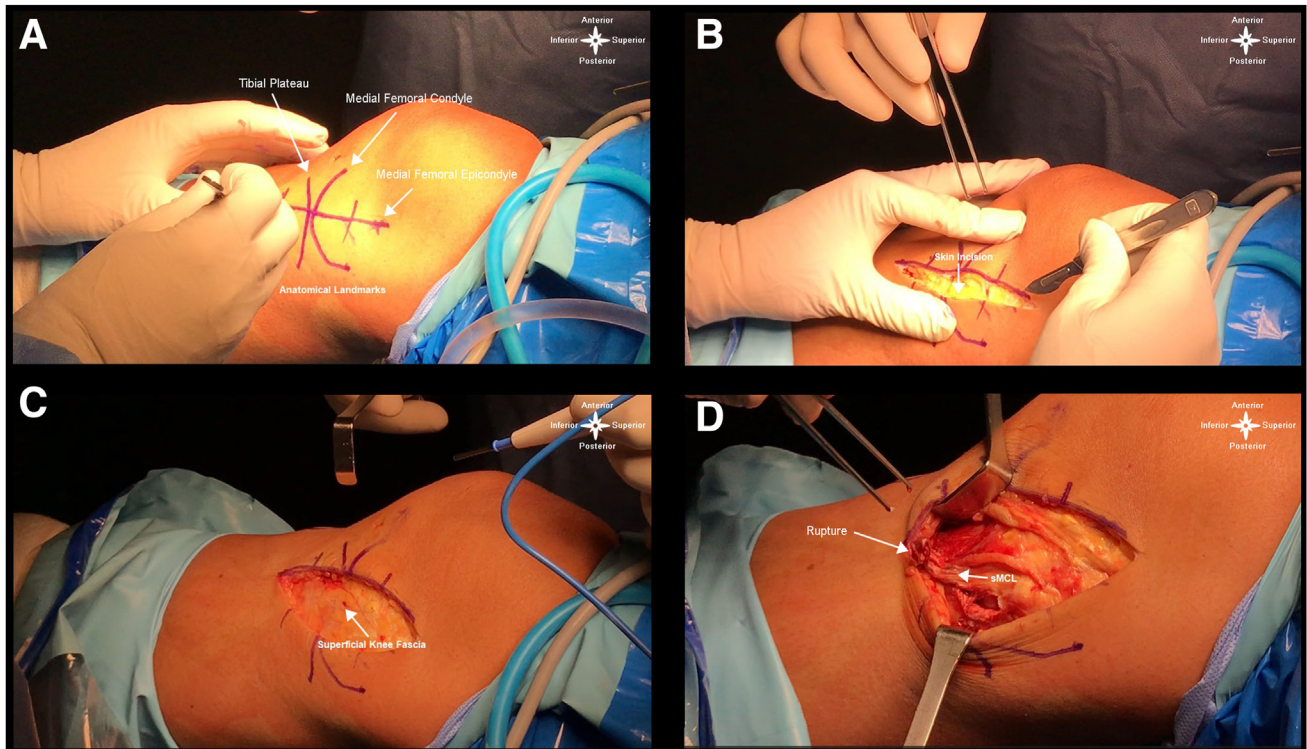 A
Anterior
Inferior Superior
Posterior
Tibial Plateau
Medial Femoral Condyle
Medial Femoral Epicondyle
Anatomical Landmarks
B
Anterior
Inferior Superior
Posterior
Skin Incision
C
Anterior
Inferior Superior
Posterior
Superficial Knee Fascia
D
Anterior
Inferior Superior
Posterior
Rupture
sMCL